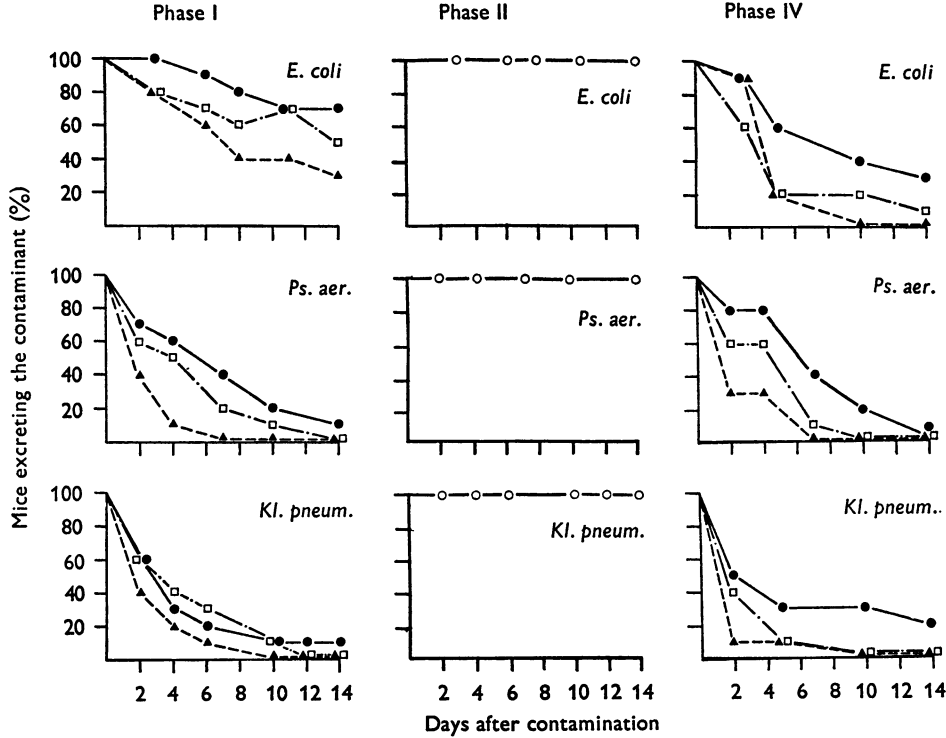 Phase I Phase II Phase IV
Mice excreting the contaminant (%)
100
80
60
40
20
E. coli
E. coli
E. coli
100
80
60
40
20
Ps. aer.
Ps. aer.
Ps. aer.
100
80
60
40
20
Kl. pneum.
Kl. pneum.
Kl. pneum.
2 4 6 8 10 12 14
2 4 6 8 10 12 14
2 4 6 8 10 12 14
Days after contamination